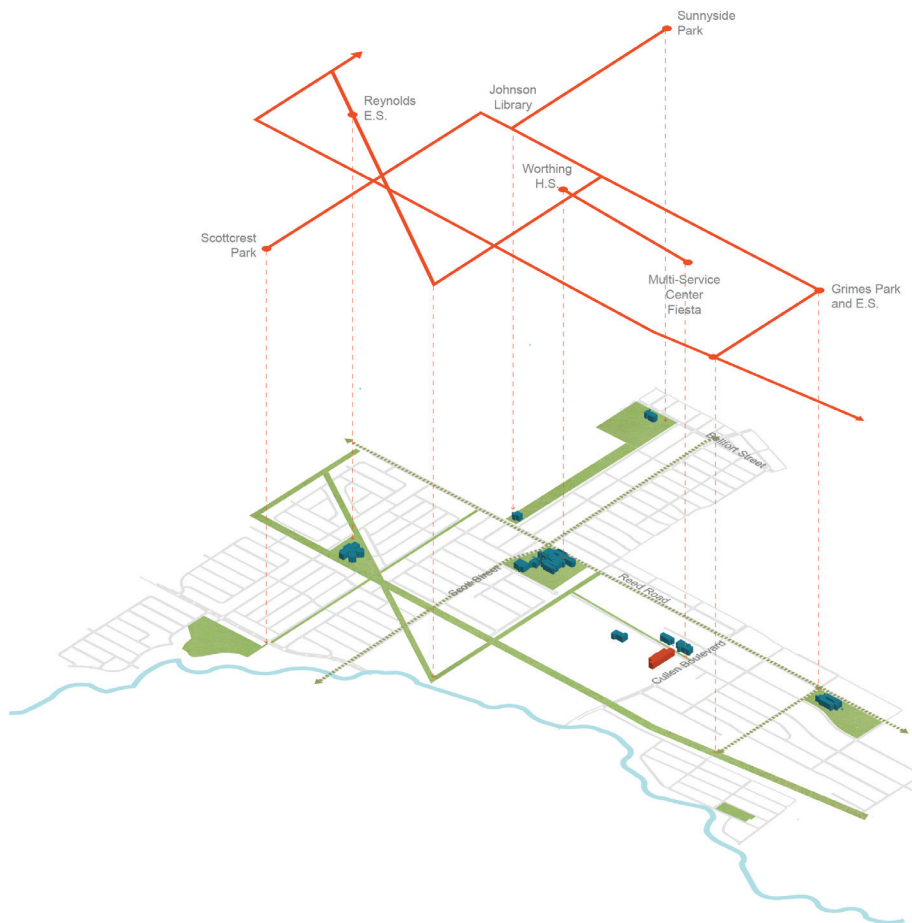 Sunnyside
Park
Johnson
Library
Reynolds
E.S.
Worthing
H.S.
Scottcrest
Park
Multi-Service
Center
Fiesta
Grimes Park
and E.S.
Bellfort Street
Scott Street
Reed Road
Cullen Boulevard